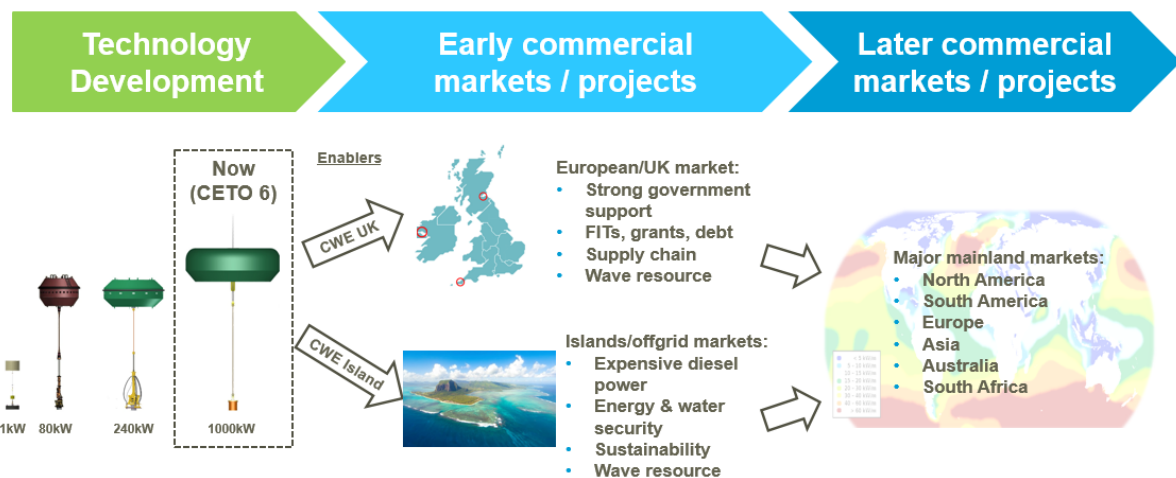 Technology
Development
Early commercial
markets / projects
Later commercial
markets / projects
Now
(CETO 6)
1kW
80kW
240kW
1000kW
Enablers
CWE UK
CWE Island
European/UK market:
• Strong government
support
• FITs, grants, debt
• Supply chain
• Wave resource
Islands/offgrid markets:
• Expensive diesel
power
• Energy & water
security
• Sustainability
• Wave resource
Major mainland markets:
• North America
• South America
• Europe
• Asia
• Australia
• South Africa